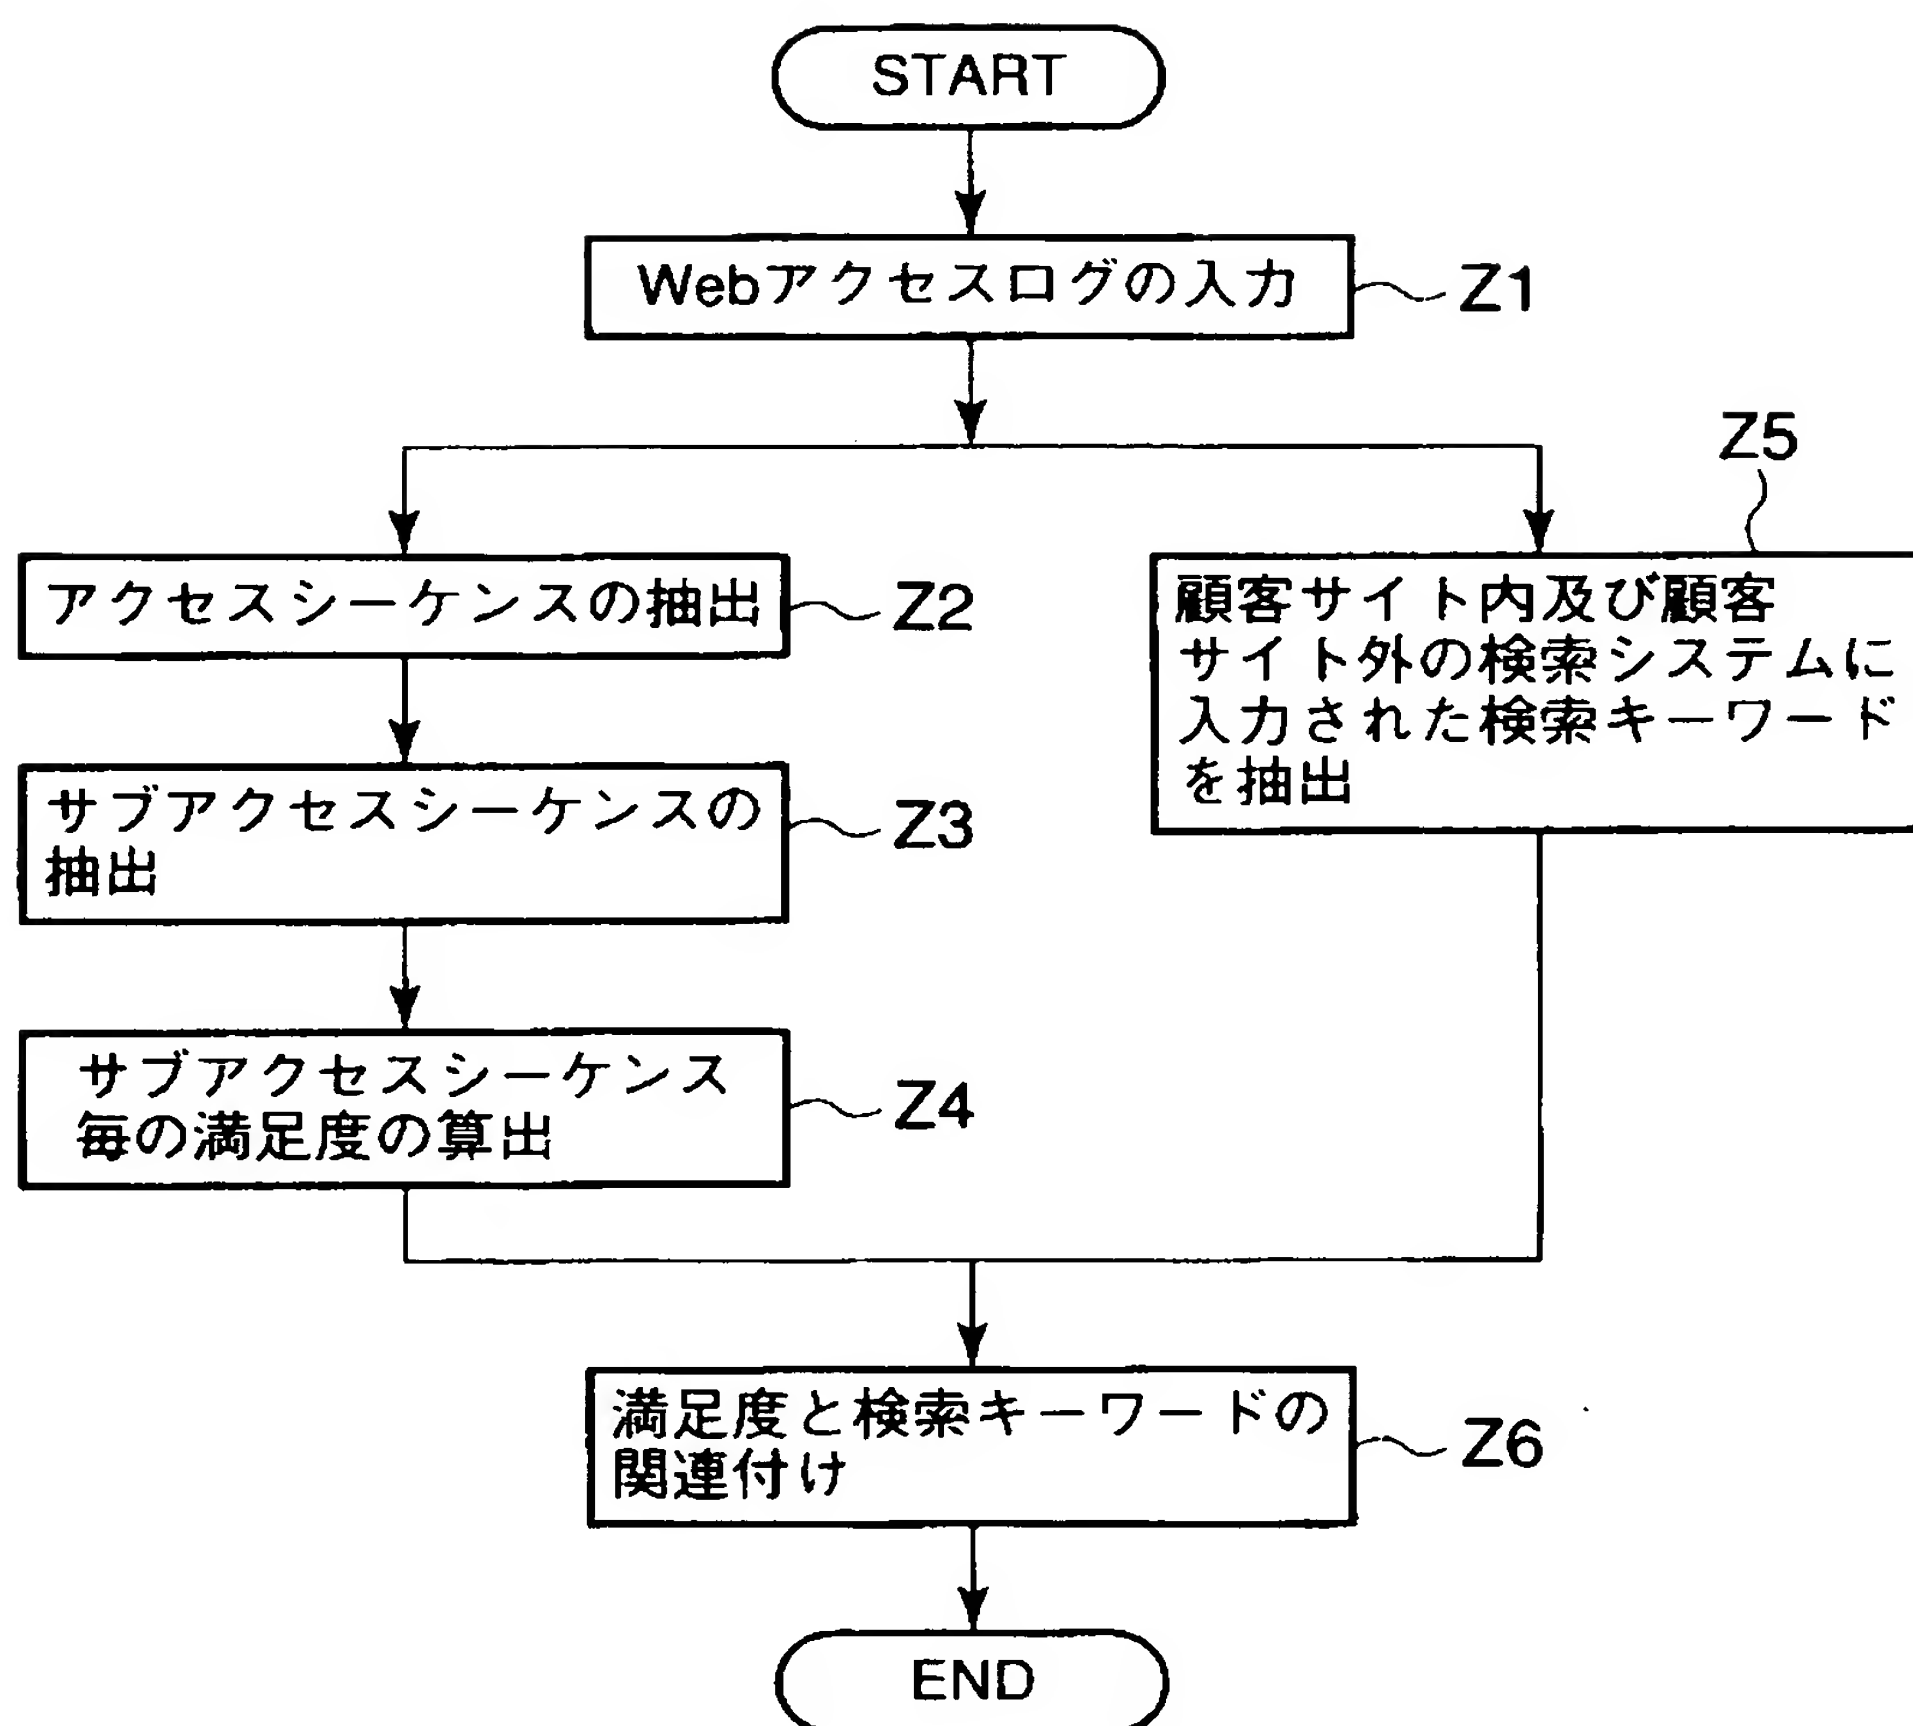 START
Webアクセスログの入力
Z1
Z5
アクセスシーケンスの抽出
Z2
顧客サイト内及び顧客
サイト外の検索システムに
入力された検索キーワード
を抽出
サブアクセスシーケンスの
抽出
Z3
サブアクセスシーケンス
毎の満足度の算出
Z4
満足度と検索キーワードの
関連付け
Z6
END